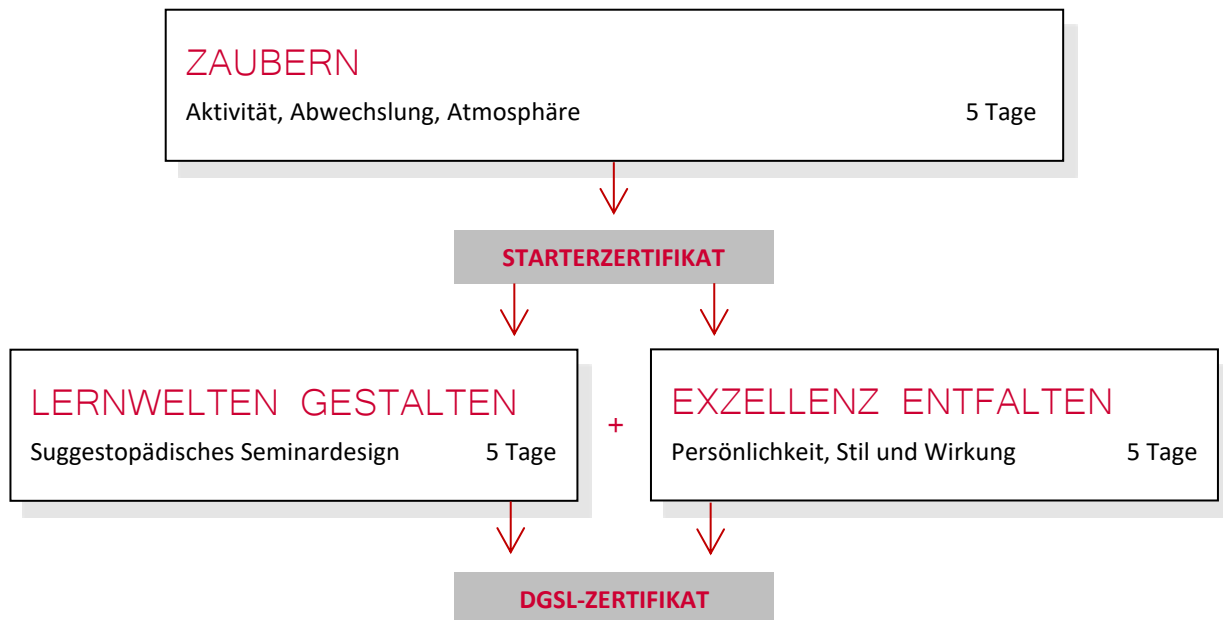 ZAUBERN
Aktivität, Abwechslung, Atmosphäre 5 Tage
STARTERZERTIFIKAT
LERNWELTEN GESTALTEN
Suggestopädisches Seminardesign 5 Tage
+
EXZELLENZ ENTFALTEN
Persönlichkeit, Stil und Wirkung 5 Tage
DGSL-ZERTIFIKAT